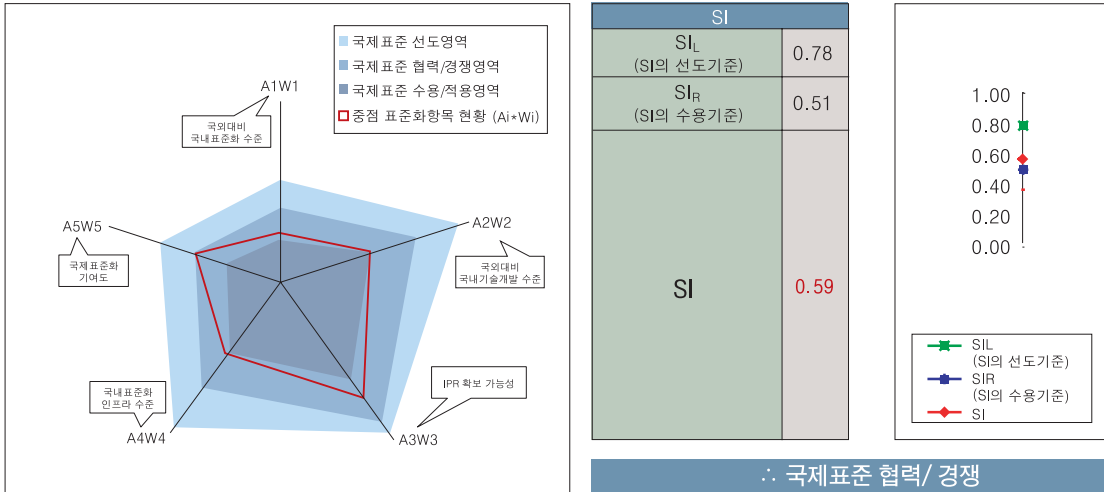 국제표준 선도영역
국제표준 협력/경쟁영역
국제표준 수용/적용영역
중점 표준화항목 현황 (Ai*Wi)
A1W1
국외대비
국내표준화 수준
A2W2
국외대비
국내기술개발 수준
A5W5
국제표준화
기여도
국내표준화
인프라 수준
A4W4
IPR 확보 가능성
A3W3
SI
SIL
(SI의 선도기준)
0.78
SIR
(SI의 수용기준)
0.51
SI
0.59
1.00
0.80
0.60
0.40
0.20
0.00
SIL
(SI의 선도기준)
SIR
(SI의 수용기준)
SI
∴ 국제표준 협력/ 경쟁